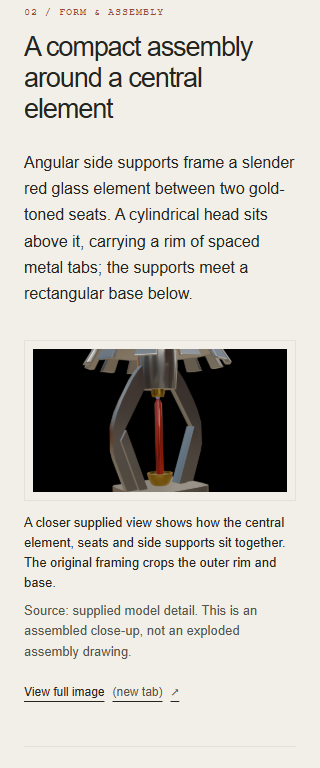 02 / FORM & ASSEMBLY
A compact assembly
around a central
element
Angular side supports frame a slender
red glass element between two gold-
toned seats. A cylindrical head sits
above it, carrying a rim of spaced
metal tabs; the supports meet a
rectangular base below.
A closer supplied view shows how the central
element, seats and side supports sit together.
The original framing crops the outer rim and
base.
Source: supplied model detail. This is an
assembled close-up, not an exploded
assembly drawing.
View full image (new tab) ↗